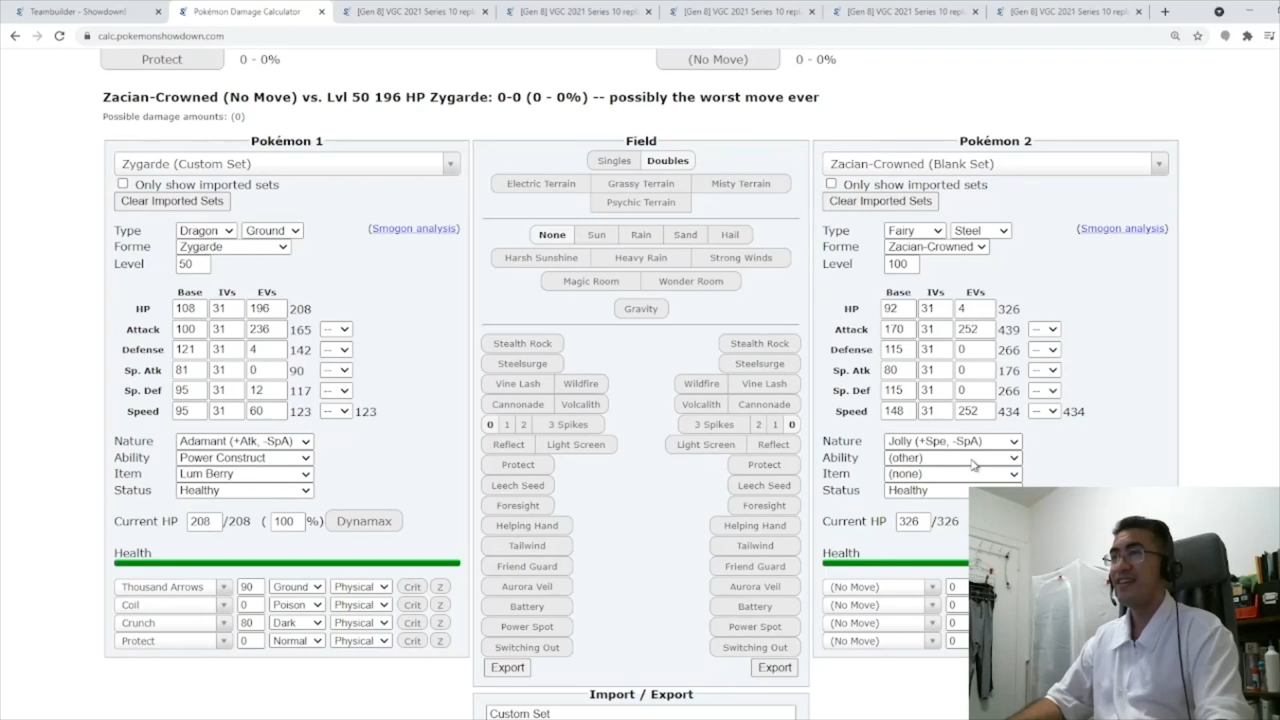 Teambuilder - Showdown! × Pokémon Damage Calculator × [Gen 8] VGC 2021 Series 10 repl × [Gen 8] VGC 2021 Series 10 repl × [Gen 8] VGC 2021 Series 10 repl × [Gen 8] VGC 2021 Series 10 repl × [Gen 8] VGC 2021 Series 10 repl ×
calc.pokemonshowdown.com
Protect 0 - 0% (No Move) 0 - 0%
Zacian-Crowned (No Move) vs. Lvl 50 196 HP Zygarde: 0-0 (0 - 0%) -- possibly the worst move ever
Possible damage amounts: (0)
Pokémon 1
Zygarde (Custom Set)
Only show imported sets
Clear Imported Sets
Type Dragon Ground (Smogon analysis)
Forme Zygarde
Level 50
Base IVs EVs
HP 108 31 196 208
Attack 100 31 236 165 --
Defense 121 31 4 142 --
Sp. Atk 81 31 0 90 --
Sp. Def 95 31 12 117 --
Speed 95 31 60 123 -- 123
Nature Adamant (+Atk, -SpA)
Ability Power Construct
Item Lum Berry
Status Healthy
Current HP 208 /208 ( 100 %) Dynamax
Health
Thousand Arrows 90 Ground Physical Crit Z
Coil 0 Poison Physical Crit Z
Crunch 80 Dark Physical Crit Z
Protect 0 Normal Physical Crit Z
Field
Singles Doubles
Electric Terrain Grassy Terrain Misty Terrain
Psychic Terrain
None Sun Rain Sand Hail
Harsh Sunshine Heavy Rain Strong Winds
Magic Room Wonder Room
Gravity
Stealth Rock Stealth Rock
Steelsurge Steelsurge
Vine Lash Wildfire Wildfire Vine Lash
Cannonade Volcalith Volcalith Cannonade
0 1 2 3 Spikes 3 Spikes 2 1 0
Reflect Light Screen Light Screen Reflect
Protect Protect
Leech Seed Leech Seed
Foresight Foresight
Helping Hand Helping Hand
Tailwind Tailwind
Friend Guard Friend Guard
Aurora Veil Aurora Veil
Battery Battery
Power Spot Power Spot
Switching Out Switching Out
Export Export
Import / Export
Custom Set
Pokémon 2
Zacian-Crowned (Blank Set)
Only show imported sets
Clear Imported Sets
Type Fairy Steel (Smogon analysis)
Forme Zacian-Crowned
Level 100
Base IVs EVs
HP 92 31 4 326
Attack 170 31 252 439 --
Defense 115 31 0 266 --
Sp. Atk 80 31 0 176 --
Sp. Def 115 31 0 266 --
Speed 148 31 252 434 -- 434
Nature Jolly (+Spe, -SpA)
Ability (other)
Item (none)
Status Healthy
Current HP 326 /326
Health
(No Move) 0
(No Move) 0
(No Move) 0
(No Move) 0